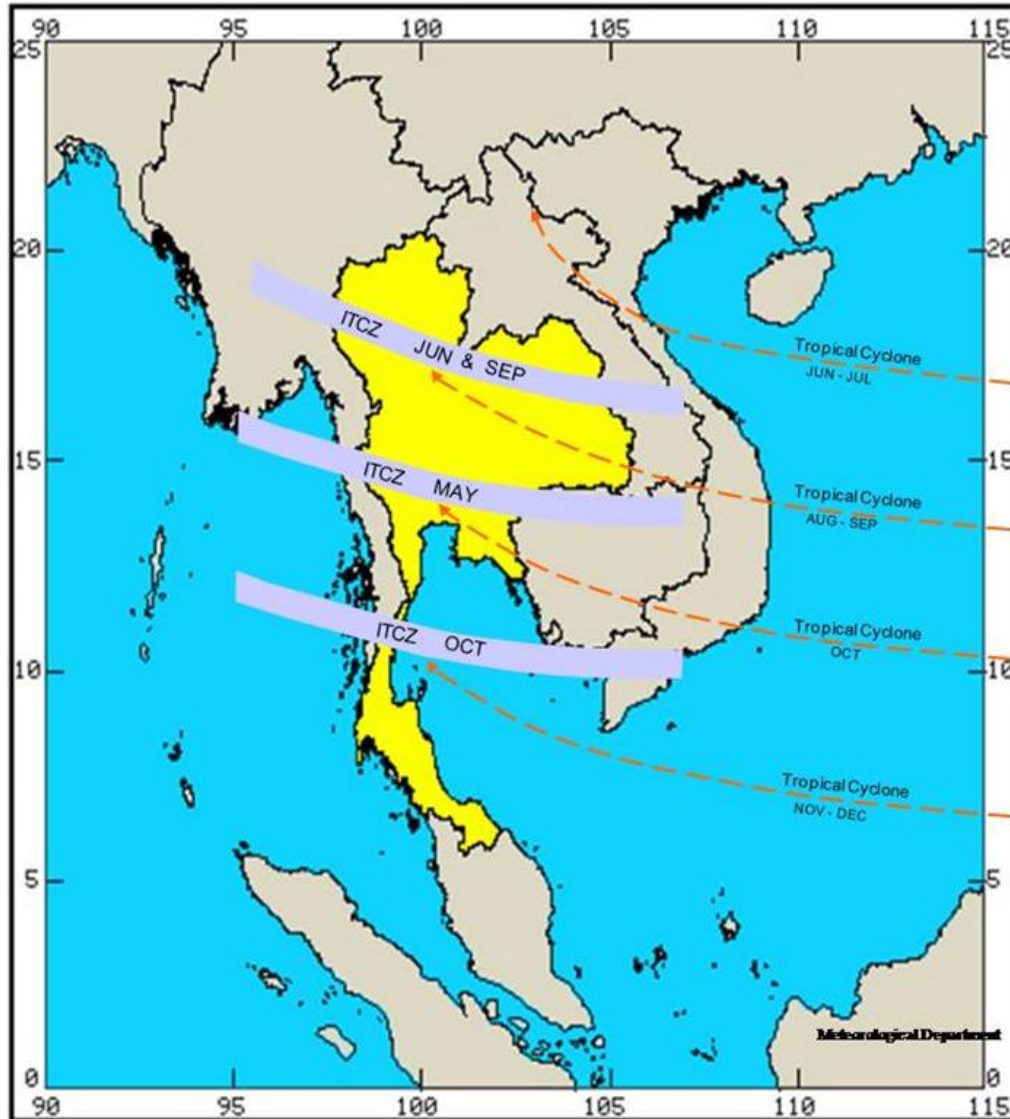 90 95 100 105 110 115
25 25
20 20
ITCZ JUN & SEP
Tropical Cyclone
JUN - JUL
15 15
ITCZ MAY
Tropical Cyclone
AUG - SEP
ITCZ OCT
Tropical Cyclone
OCT
10 10
Tropical Cyclone
NOV - DEC
5 5
Meteorological Department
0 0
90 95 100 105 110 115